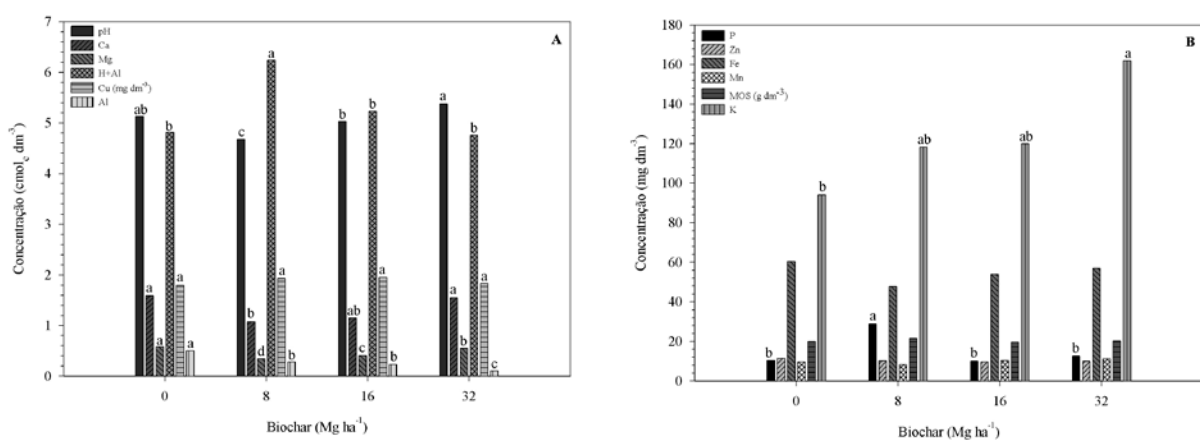 A
pH
Ca
Mg
H+Al
Cu (mg dm⁻³)
Al
7
6
5
4
3
2
1
0
Concentração (cmol꜀ dm⁻³)
ab
a
a
b
a
a
c
b
d
a
a
b
b
ab
c
b
a
b
a
a
b
b
a
c
0
8
16
32
Biochar (Mg ha⁻¹)
B
P
Zn
Fe
Mn
MOS (g dm⁻³)
K
180
160
140
120
100
80
60
40
20
0
Concentração (mg dm⁻³)
b
b
a
ab
b
ab
b
a
0
8
16
32
Biochar (Mg ha⁻¹)